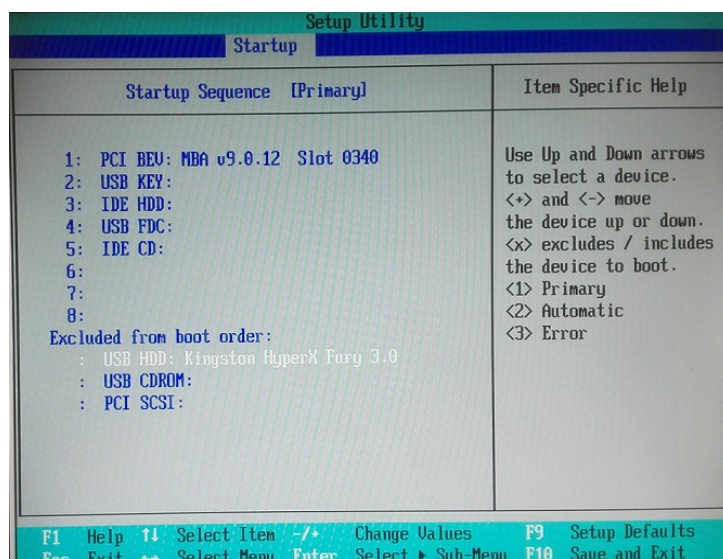 Setup Utility
Startup
Startup Sequence [Primary]
Item Specific Help
1: PCI BEV: MBA v9.0.12 Slot 0340
2: USB KEY:
3: IDE HDD:
4: USB FDC:
5: IDE CD:
6:
7:
8:
Excluded from boot order:
: USB HDD: Kingston HyperX Fury 3.0
: USB CDROM:
: PCI SCSI:
Use Up and Down arrows
to select a device.
<+> and <-> move
the device up or down.
<x> excludes / includes
the device to boot.
<1> Primary
<2> Automatic
<3> Error
F1 Help ↑↓ Select Item -/+ Change Values F9 Setup Defaults
Esc Exit ↔ Select Menu Enter Select ▶ Sub-Menu F10 Save and Exit